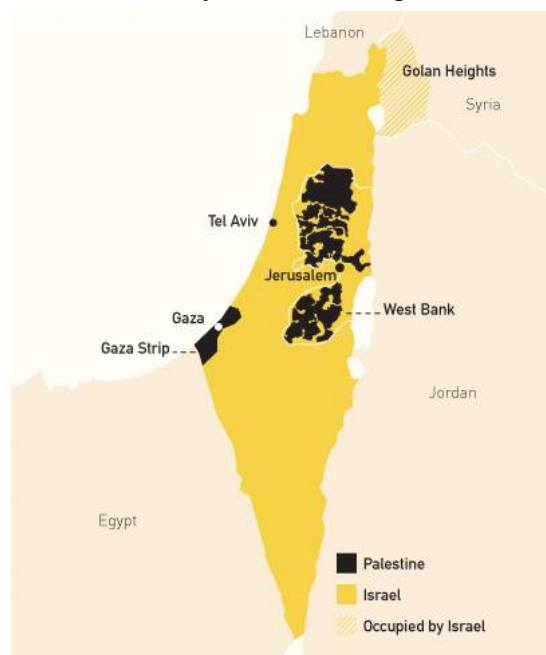 Lebanon
Golan Heights
Syria
Tel Aviv
Jerusalem
Gaza
West Bank
Gaza Strip
Jordan
Egypt
Palestine
Israel
Occupied by Israel